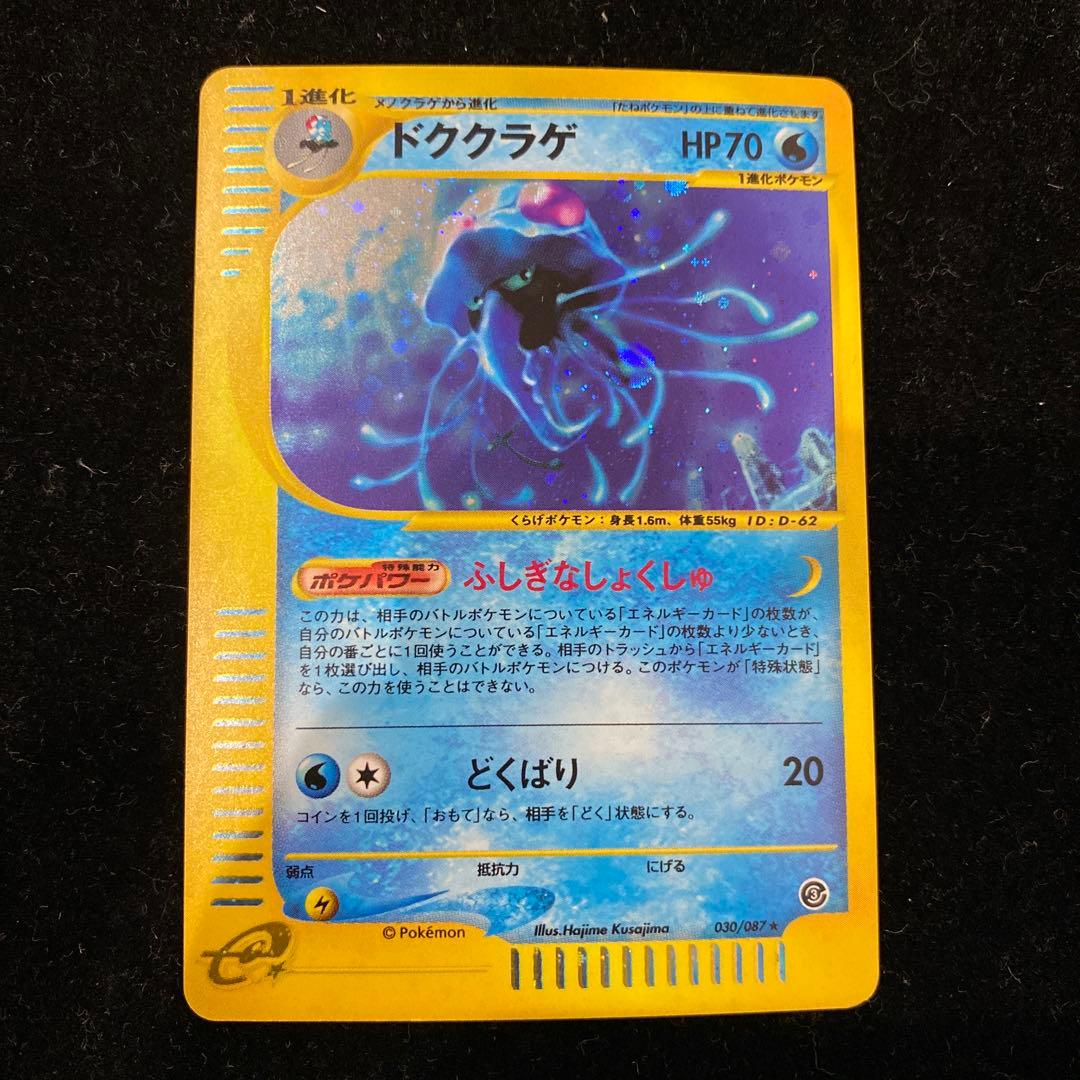 1進化
メノクラゲから進化
「たねポケモン」の上に重ねて進化させます
ドククラゲ
HP70
1進化ポケモン
くらげポケモン：身長1.6m、体重55kg ID:D-62
特殊能力
ポケパワー
ふしぎなしょくしゅ
この力は、相手のバトルポケモンについている「エネルギーカード」の枚数が、
自分のバトルポケモンについている「エネルギーカード」の枚数より少ないとき、
自分の番ごとに1回使うことができる。相手のトラッシュから「エネルギーカード」
を1枚選び出し、相手のバトルポケモンにつける。このポケモンが「特殊状態」
なら、この力を使うことはできない。
どくばり
20
コインを1回投げ、「おもて」なら、相手を「どく」状態にする。
弱点
抵抗力
にげる
3
©Pokémon
Illus.Hajime Kusajima
030/087★
e